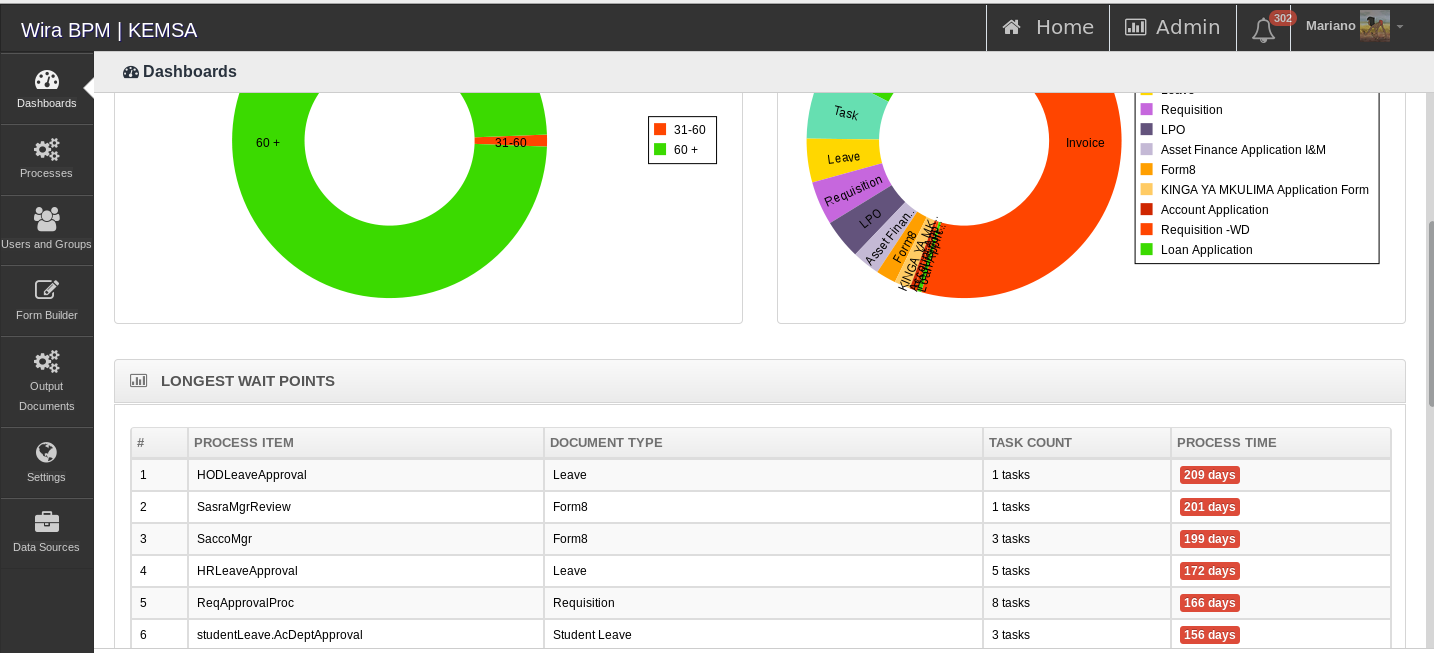 Wira BPM | KEMSA
Home
Admin
302
Mariano
Dashboards
Dashboards
Processes
Users and Groups
Form Builder
Output
Documents
Settings
Data Sources
60 +
31-60
31-60
60 +
Task
Leave
Requisition
LPO
Asset Finan..
Form8
KINGA YA MK...
Invoice
Leave
Requisition
LPO
Asset Finance Application I&M
Form8
KINGA YA MKULIMA Application Form
Account Application
Requisition -WD
Loan Application
LONGEST WAIT POINTS
# PROCESS ITEM DOCUMENT TYPE TASK COUNT PROCESS TIME
1 HODLeaveApproval Leave 1 tasks 209 days
2 SasraMgrReview Form8 1 tasks 201 days
3 SaccoMgr Form8 3 tasks 199 days
4 HRLeaveApproval Leave 5 tasks 172 days
5 ReqApprovalProc Requisition 8 tasks 166 days
6 studentLeave.AcDeptApproval Student Leave 3 tasks 156 days